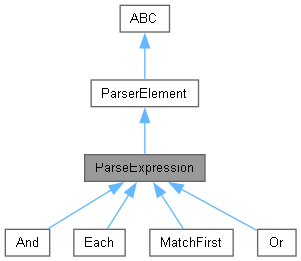 ABC
ParserElement
ParseExpression
And
Each
MatchFirst
Or